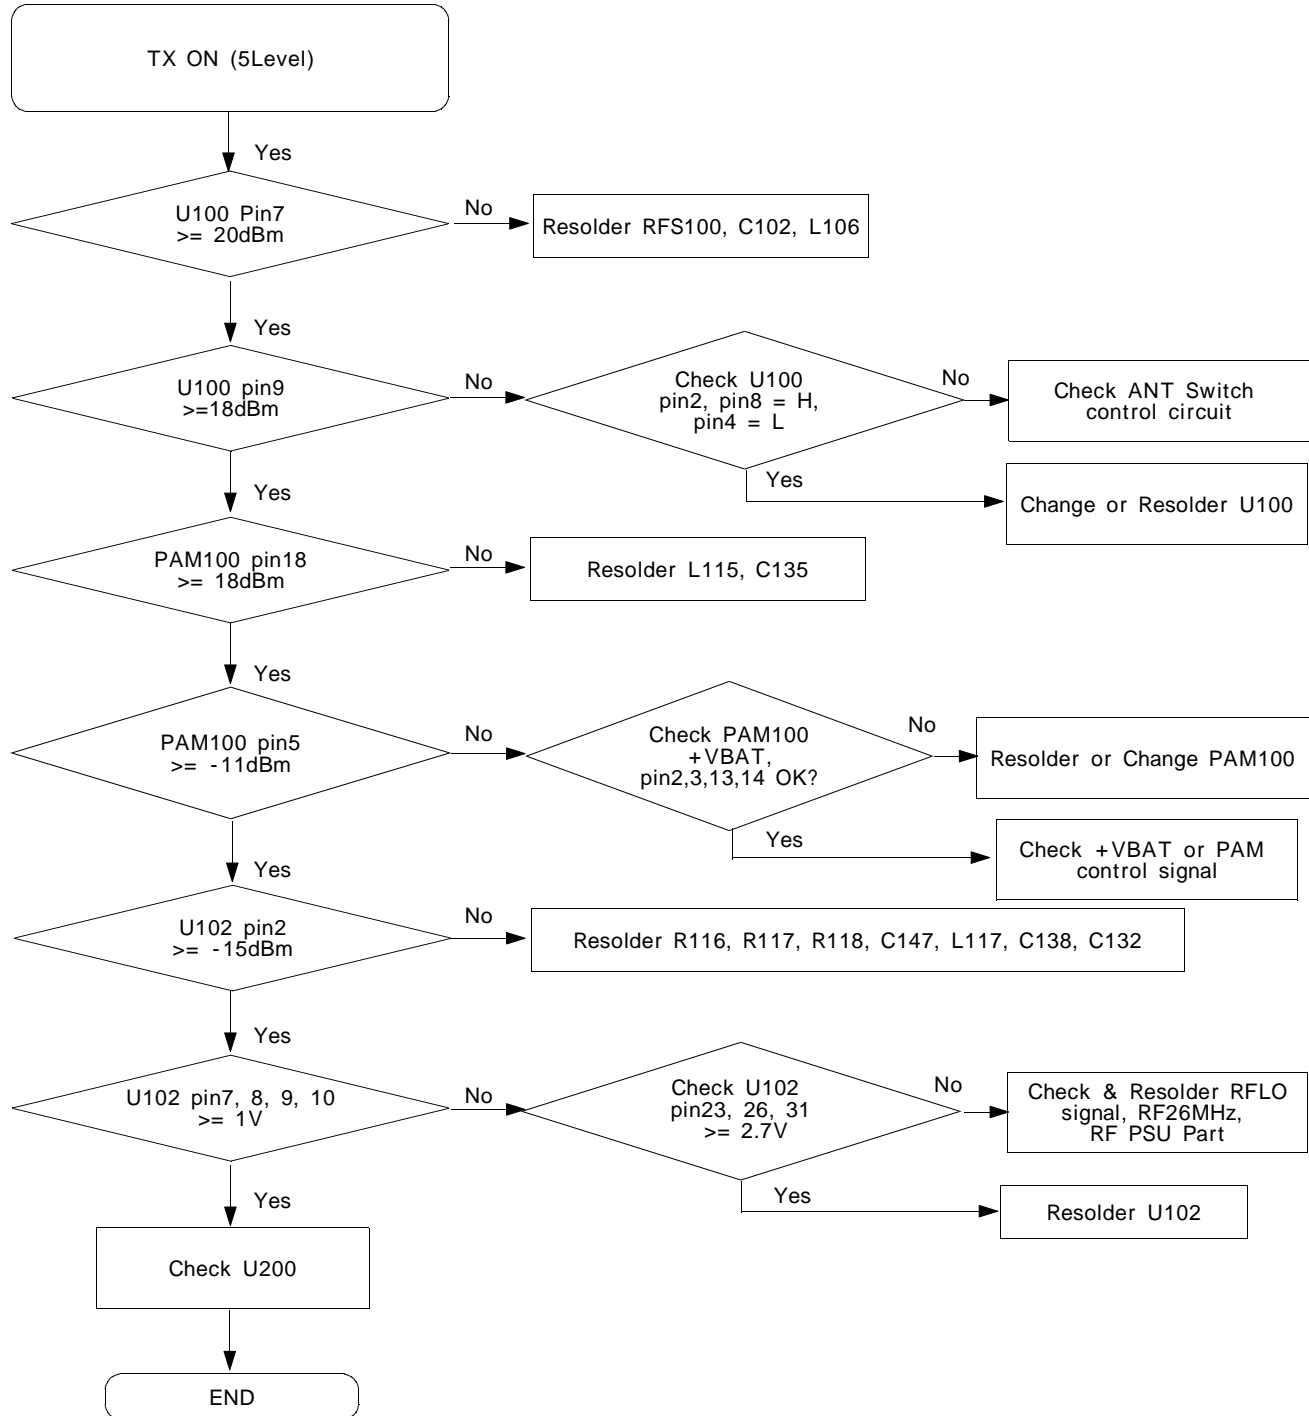 TX ON (5Level)
Yes
U100 Pin7
>= 20dBm
No
Resolder RFS100, C102, L106
Yes
U100 pin9
>=18dBm
No
Check U100
pin2, pin8 = H,
pin4 = L
No
Check ANT Switch
control circuit
Yes
Change or Resolder U100
Yes
PAM100 pin18
>= 18dBm
No
Resolder L115, C135
Yes
PAM100 pin5
>= -11dBm
No
Check PAM100
+VBAT,
pin2,3,13,14 OK?
No
Resolder or Change PAM100
Yes
Check +VBAT or PAM
control signal
Yes
U102 pin2
>= -15dBm
No
Resolder R116, R117, R118, C147, L117, C138, C132
Yes
U102 pin7, 8, 9, 10
>= 1V
No
Check U102
pin23, 26, 31
>= 2.7V
No
Check & Resolder RFLO
signal, RF26MHz,
RF PSU Part
Yes
Resolder U102
Yes
Check U200
END